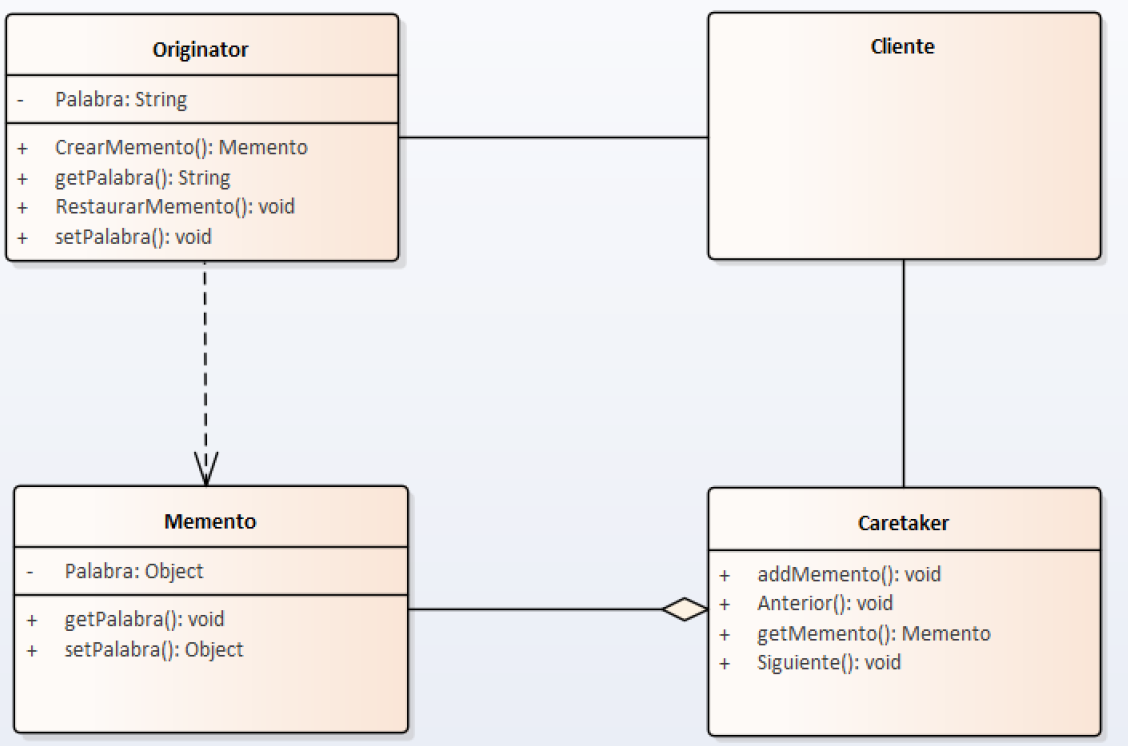 Originator
- Palabra: String
+ CrearMemento(): Memento
+ getPalabra(): String
+ RestaurarMemento(): void
+ setPalabra(): void
Cliente
Memento
- Palabra: Object
+ getPalabra(): void
+ setPalabra(): Object
Caretaker
+ addMemento(): void
+ Anterior(): void
+ getMemento(): Memento
+ Siguiente(): void